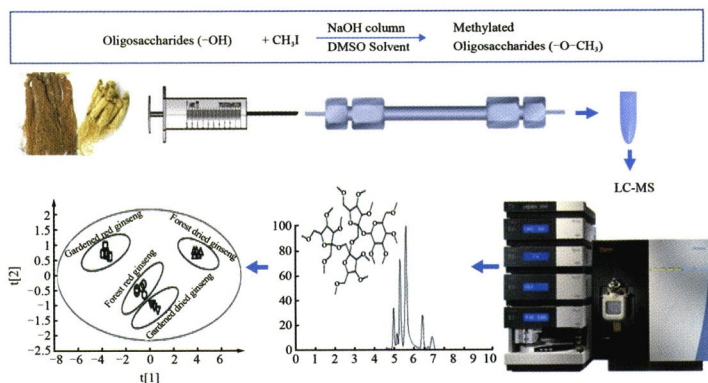 Oligosaccharides (−OH) + CH₃I NaOH column Methylated
DMSO Solvent Oligosaccharides (−O−CH₃)
LC-MS
t[2]
2
1.5
1
0.5
0
−0.5
−1
−1.5
−2
−2.5
Gardened red ginseng
Forest dried ginseng
Forest red ginseng
Gardened dried ginseng
−8 −6 −4 −2 0 2 4 6
t[1]
100
80
60
40
20
0
0 1 2 3 4 5 6 7 8 9 10